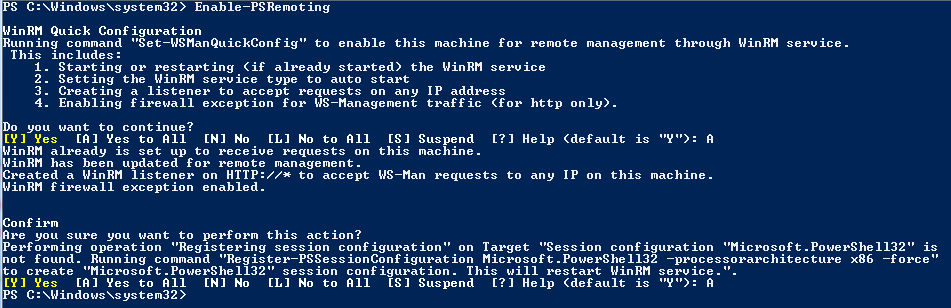 PS C:\Windows\system32> Enable-PSRemoting
WinRM Quick Configuration
Running command "Set-WSManQuickConfig" to enable this machine for remote management through WinRM service.
This includes:
1. Starting or restarting (if already started) the WinRM service
2. Setting the WinRM service type to auto start
3. Creating a listener to accept requests on any IP address
4. Enabling firewall exception for WS-Management traffic (for http only).
Do you want to continue?
[Y] Yes  [A] Yes to All  [N] No  [L] No to All  [S] Suspend  [?] Help (default is "Y"): A
WinRM already is set up to receive requests on this machine.
WinRM has been updated for remote management.
Created a WinRM listener on HTTP://* to accept WS-Man requests to any IP on this machine.
WinRM firewall exception enabled.
Confirm
Are you sure you want to perform this action?
Performing operation "Registering session configuration" on Target "Session configuration "Microsoft.PowerShell32" is
not found. Running command "Register-PSSessionConfiguration Microsoft.PowerShell32 -processorarchitecture x86 -force"
to create "Microsoft.PowerShell32" session configuration. This will restart WinRM service.".
[Y] Yes  [A] Yes to All  [N] No  [L] No to All  [S] Suspend  [?] Help (default is "Y"): A
PS C:\Windows\system32>